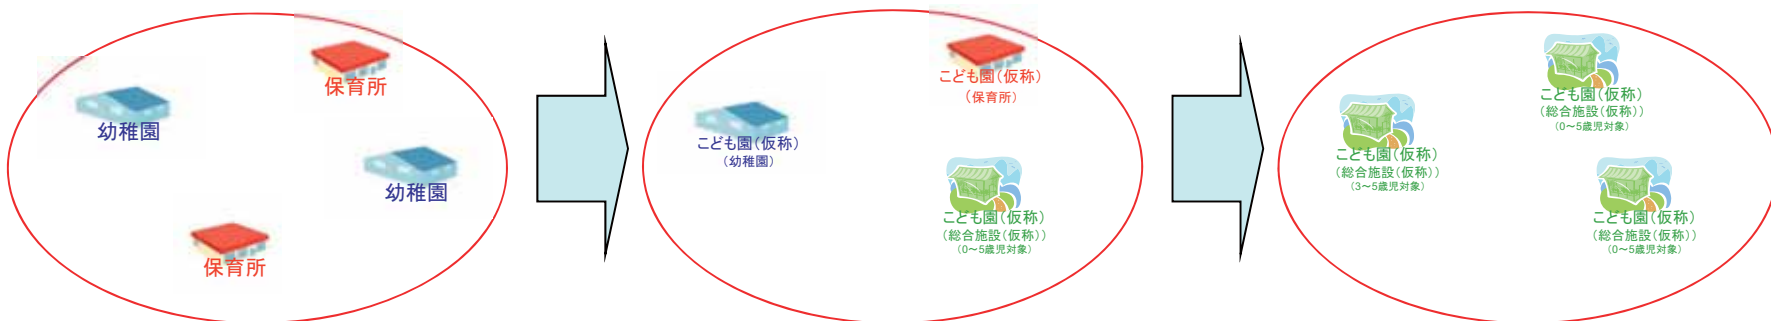 保育所
幼稚園
幼稚園
保育所
こども園(仮称)
(保育所)
こども園(仮称)
(幼稚園)
こども園(仮称)
(総合施設(仮称))
(0～5歳児対象)
こども園(仮称)
(総合施設(仮称))
(0～5歳児対象)
こども園(仮称)
(総合施設(仮称))
(3～5歳児対象)
こども園(仮称)
(総合施設(仮称))
(0～5歳児対象)